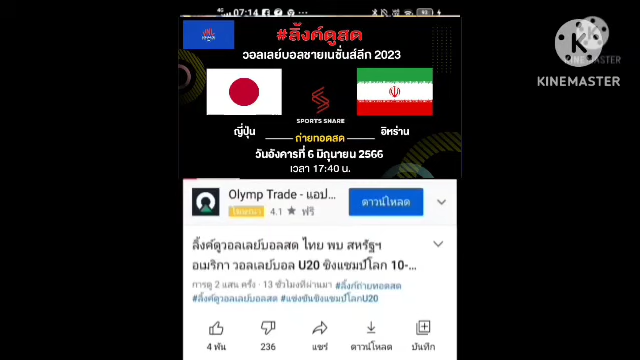 07:14
92
#ลิ้งค์ดูสด
วอลเลย์บอลชายเนชั่นส์ลีก 2023
SPORTS SHARE
ญี่ปุ่น
อิหร่าน
ถ่ายทอดสด
วันอังคารที่ 6 มิถุนายน 2566
เวลา 17:40 น.
KINEMASTER
KINEMASTER
Olymp Trade - แอป...
โฆษณา 4.1 ★ ฟรี
ดาวน์โหลด
ลิ้งค์ดูวอลเลย์บอลสด ไทย พบ สหรัฐฯ
อเมริกา วอลเลย์บอล U20 ชิงแชมป์โลก 10-...
การดู 2 แสน ครั้ง · 13 ชั่วโมงที่ผ่านมา #ลิ้งก์ถ่ายทอดสด
#ลิ้งค์ดูวอลเลย์บอลสด #แข่งขันชิงแชมป์โลกU20
4 พัน
236
แชร์
ดาวน์โหลด
บันทึก